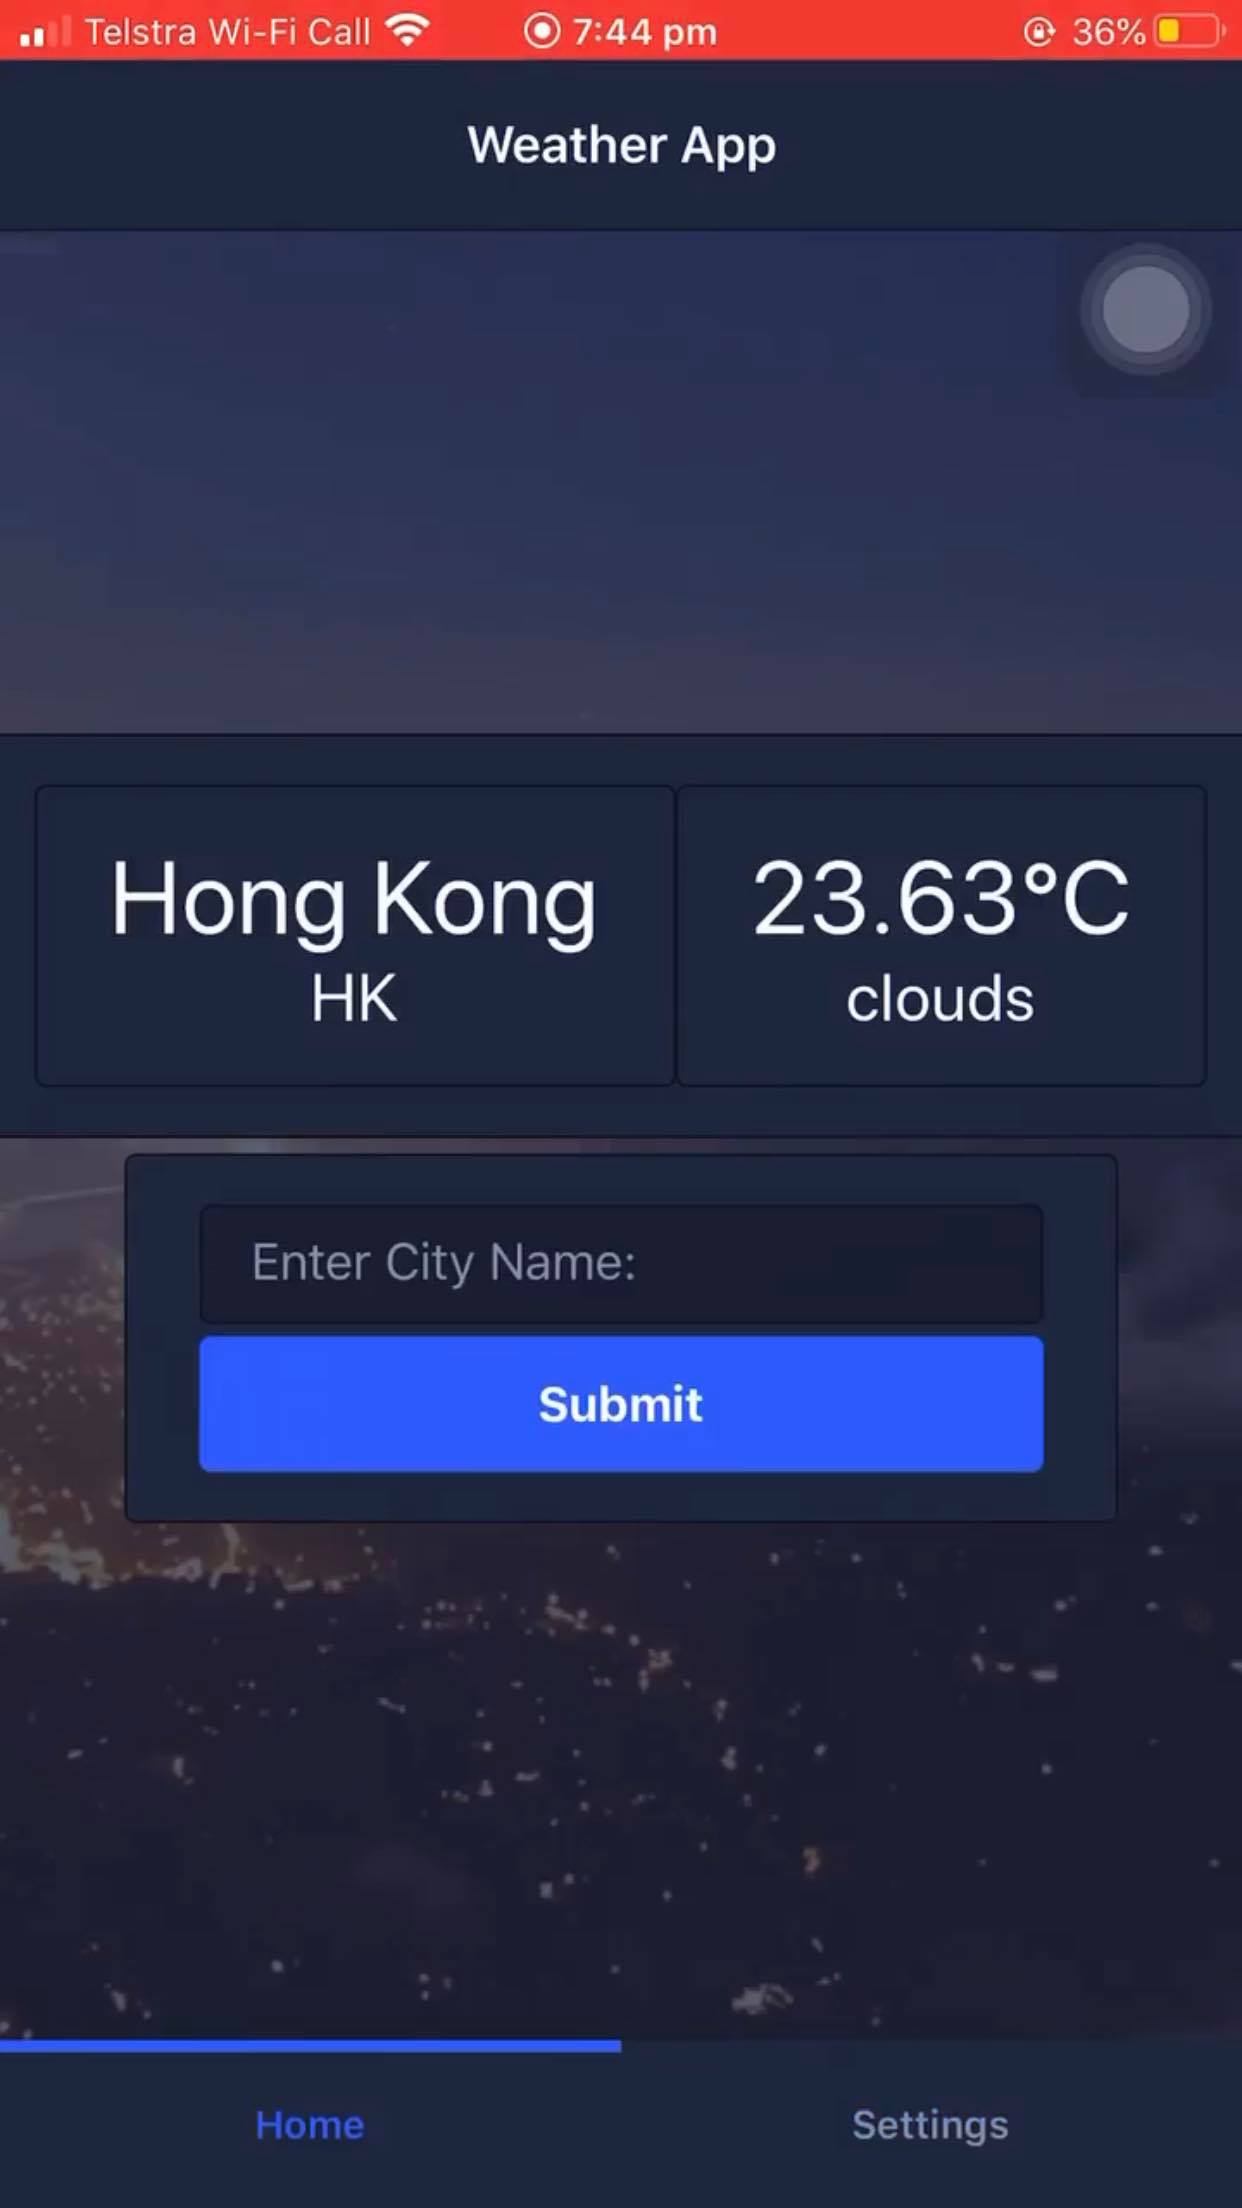 Telstra Wi-Fi Call 7:44 pm 36%
Weather App
Hong Kong
HK
23.63°C
clouds
Enter City Name:
Submit
Home Settings